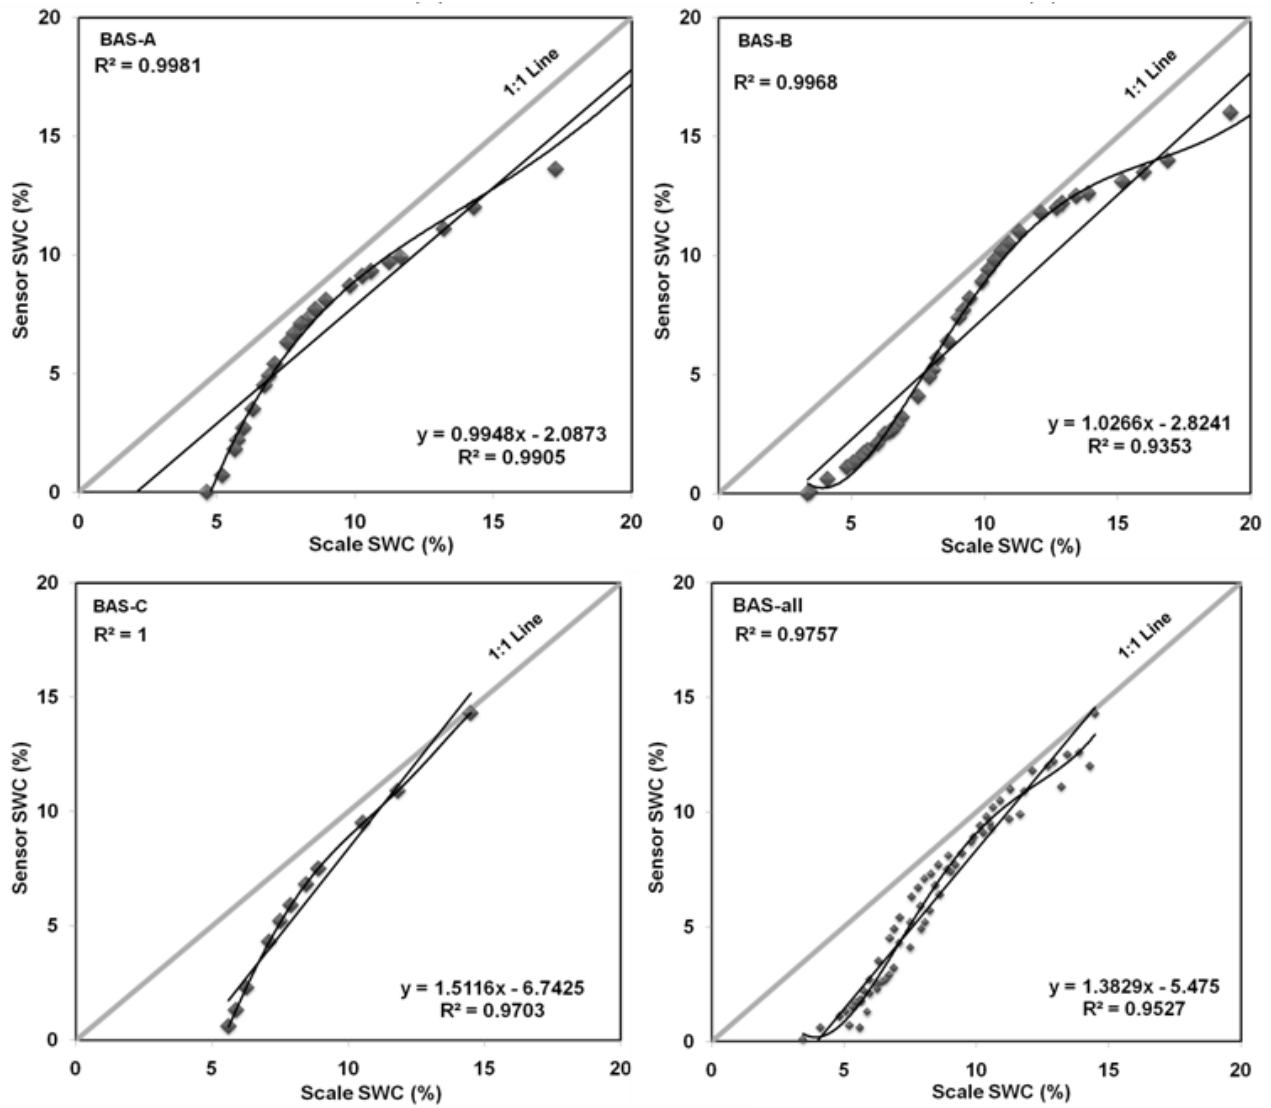 BAS-A
R² = 0.9981
1:1 Line
y = 0.9948x - 2.0873
R² = 0.9905
20
15
10
5
0
0 5 10 15 20
Sensor SWC (%)
Scale SWC (%)
BAS-B
R² = 0.9968
1:1 Line
y = 1.0266x - 2.8241
R² = 0.9353
20
15
10
5
0
0 5 10 15 20
Sensor SWC (%)
Scale SWC (%)
BAS-C
R² = 1
1:1 Line
y = 1.5116x - 6.7425
R² = 0.9703
20
15
10
5
0
0 5 10 15 20
Sensor SWC (%)
Scale SWC (%)
BAS-all
R² = 0.9757
1:1 Line
y = 1.3829x - 5.475
R² = 0.9527
20
15
10
5
0
0 5 10 15 20
Sensor SWC (%)
Scale SWC (%)